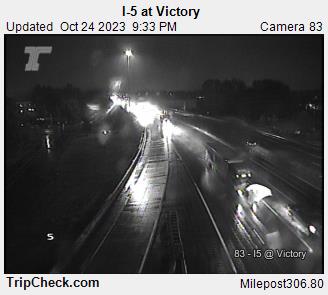 I-5 at Victory
Updated Oct 24 2023 9:33 PM Camera 83
T
S
83 - I5 @ Victory
TripCheck.com Milepost306.80